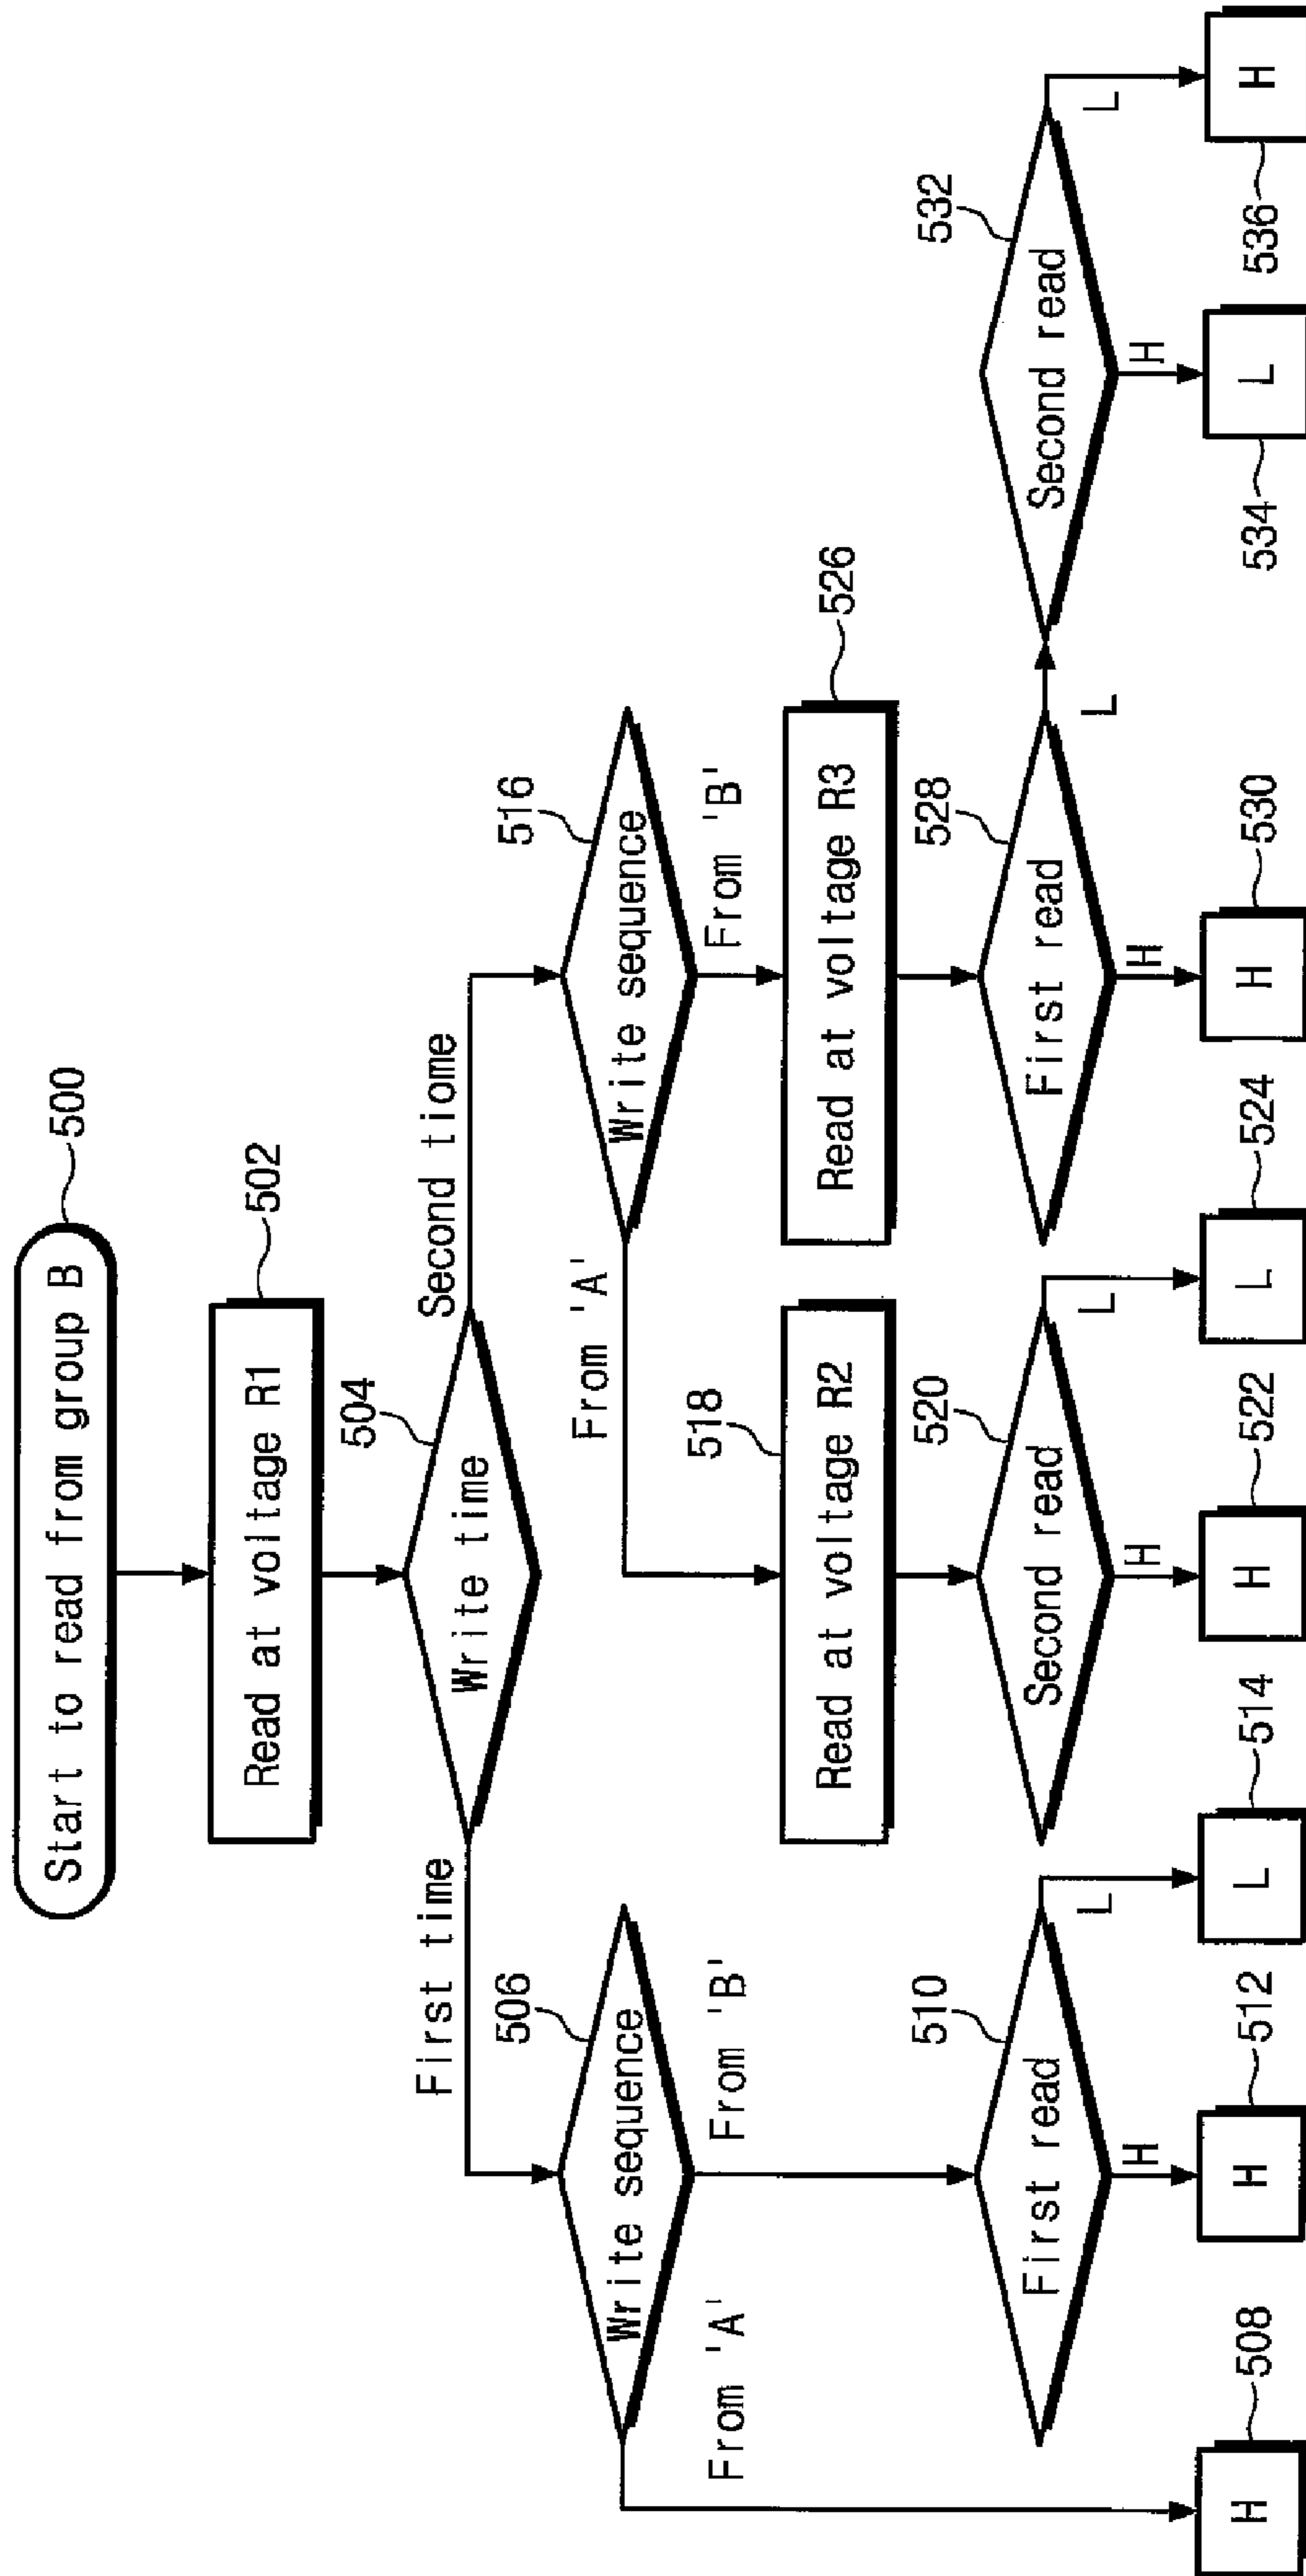 Start to read from group B
500
Read at voltage R1
502
Write time
504
First time
Second tiome
Write sequence
506
Write sequence
516
From 'A'
From 'B'
From 'A'
From 'B'
Read at voltage R2
518
Read at voltage R3
526
First read
510
Second read
520
First read
528
Second read
532
H
L
H
L
H
L
H
L
H
508
H
512
L
514
H
522
L
524
H
530
L
534
H
536